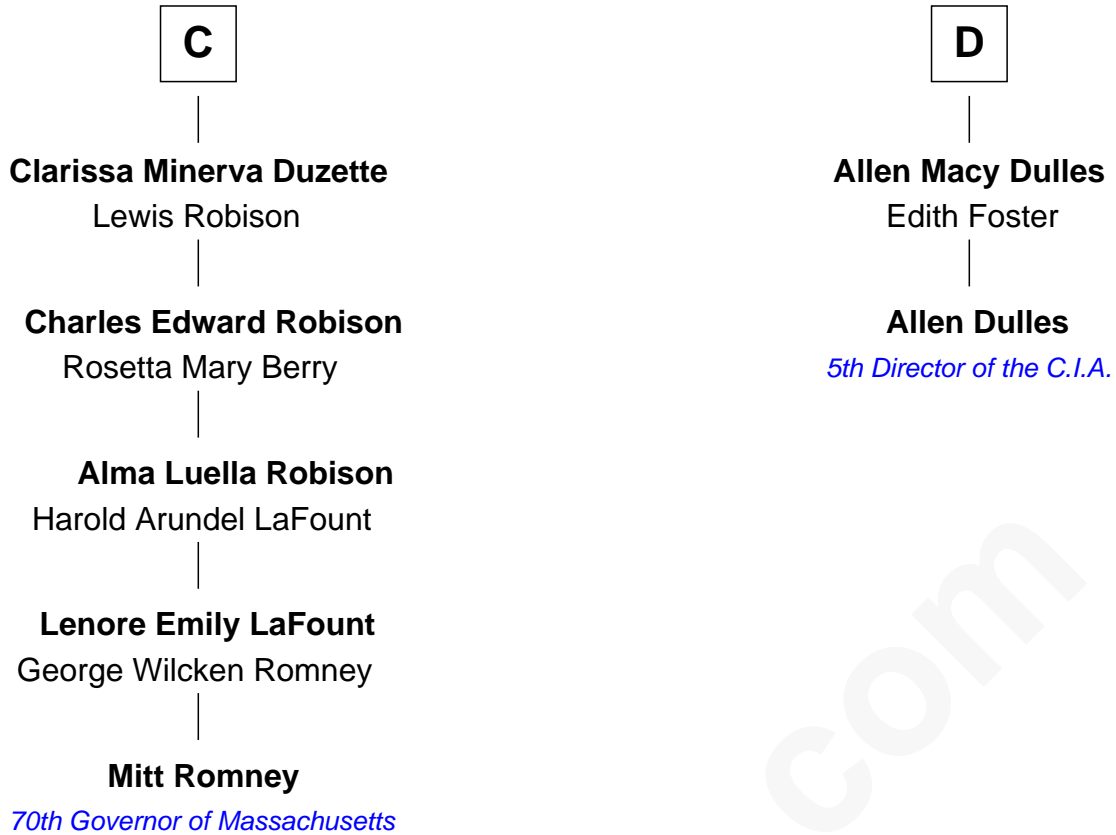 C
Clarissa Minerva Duzette
Lewis Robison
Charles Edward Robison
Rosetta Mary Berry
Alma Luella Robison
Harold Arundel LaFount
Lenore Emily LaFount
George Wilcken Romney
Mitt Romney
70th Governor of Massachusetts
D
Allen Macy Dulles
Edith Foster
Allen Dulles
5th Director of the C.I.A.
com